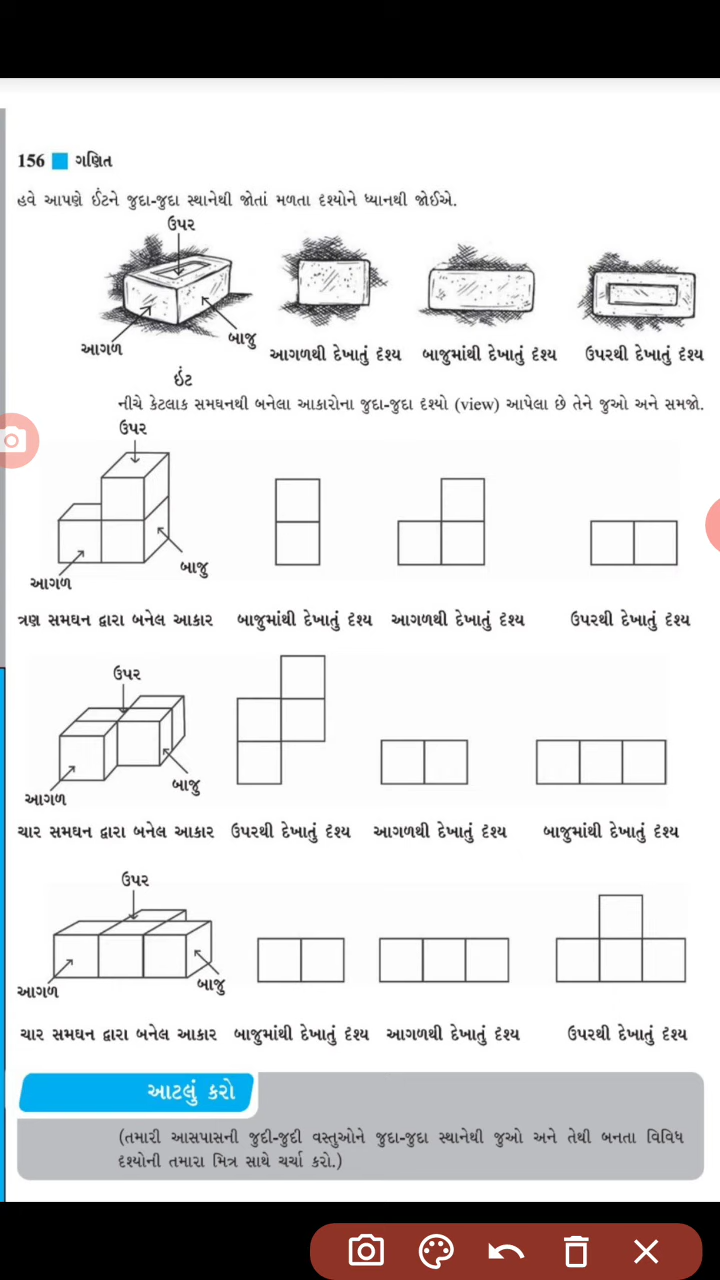 156 ગણિત
હવે આપણે ઈંટને જુદા-જુદા સ્થાનેથી જોતાં મળતા દૃશ્યોને ધ્યાનથી જોઈએ.
ઉપર
આગળ
બાજુ
આગળથી દેખાતું દૃશ્ય બાજુમાંથી દેખાતું દૃશ્ય ઉપરથી દેખાતું દૃશ્ય
ઇંટ
નીચે કેટલાક સમઘનથી બનેલા આકારોના જુદા-જુદા દૃશ્યો (view) આપેલા છે તેને જુઓ અને સમજો.
ઉપર
આગળ
બાજુ
ત્રણ સમઘન દ્વારા બનેલ આકાર બાજુમાંથી દેખાતું દૃશ્ય આગળથી દેખાતું દૃશ્ય ઉપરથી દેખાતું દૃશ્ય
ઉપર
આગળ
બાજુ
ચાર સમઘન દ્વારા બનેલ આકાર ઉપરથી દેખાતું દૃશ્ય આગળથી દેખાતું દૃશ્ય બાજુમાંથી દેખાતું દૃશ્ય
ઉપર
આગળ
બાજુ
ચાર સમઘન દ્વારા બનેલ આકાર બાજુમાંથી દેખાતું દૃશ્ય આગળથી દેખાતું દૃશ્ય ઉપરથી દેખાતું દૃશ્ય
આટલું કરો
(તમારી આસપાસની જુદી-જુદી વસ્તુઓને જુદા-જુદા સ્થાનેથી જુઓ અને તેથી બનતા વિવિધ
દૃશ્યોની તમારા મિત્ર સાથે ચર્ચા કરો.)